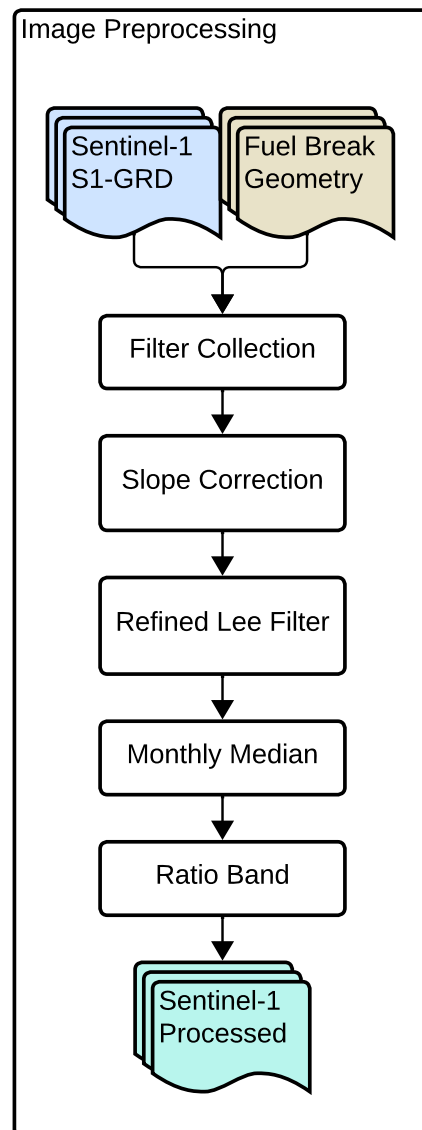 Image Preprocessing
Sentinel-1
S1-GRD
Fuel Break
Geometry
Filter Collection
Slope Correction
Refined Lee Filter
Monthly Median
Ratio Band
Sentinel-1
Processed